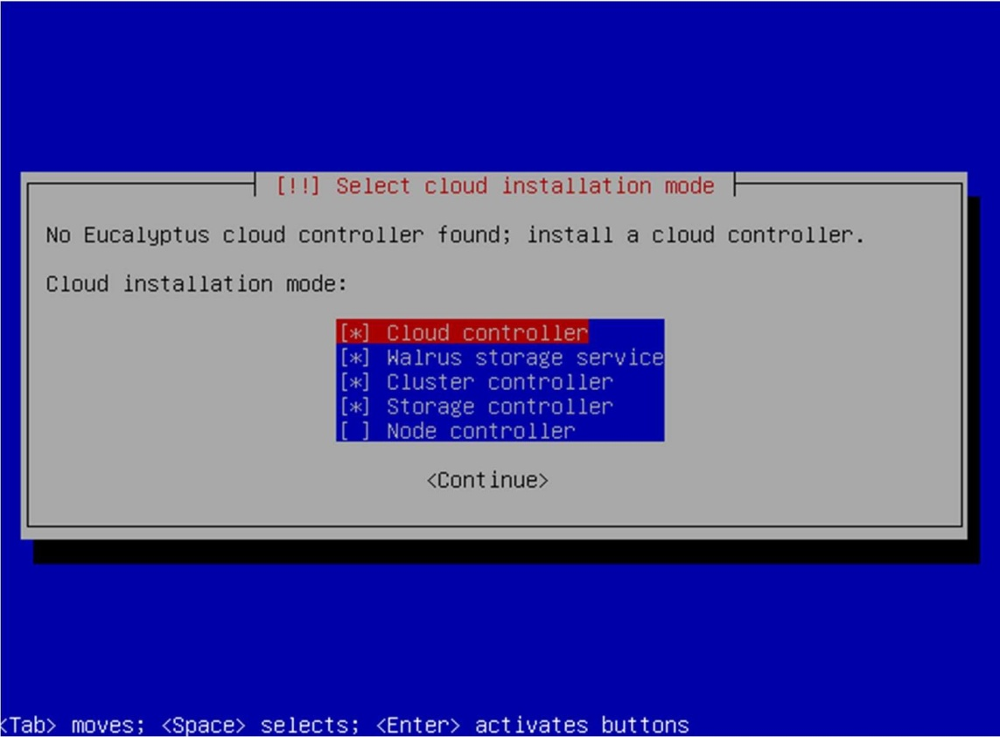 [!!] Select cloud installation mode
No Eucalyptus cloud controller found; install a cloud controller.
Cloud installation mode:
[*] Cloud controller
[*] Walrus storage service
[*] Cluster controller
[*] Storage controller
[ ] Node controller
<Continue>
<Tab> moves; <Space> selects; <Enter> activates buttons